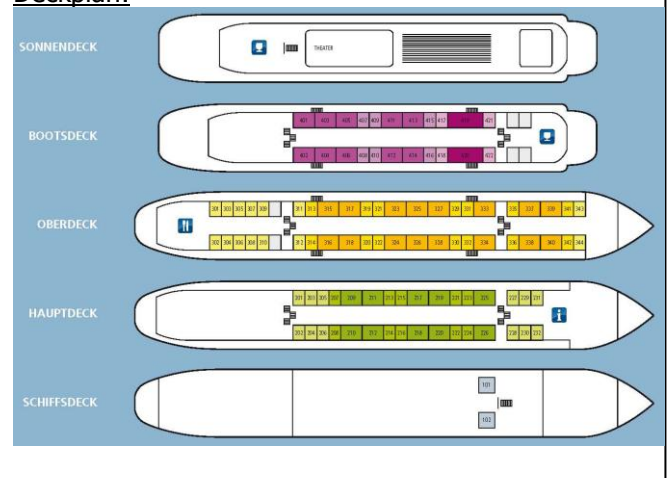 Deckplan:
SONNENDECK
THEATER
BOOTSDECK
401 403 405 407 409 411 413 415 417 421
402 410 414 416 418 422
OBERDECK
301 303 305 307 309 311 313 315 317 319 321 323 325 327 329 331 333 335 337 339 341 343
302 304 306 308 310 312 314 316 318 320 322 324 326 328 330 332 334 336 338 340 342 344
HAUPTDECK
201 203 205 207 209 211 213 215 217 219 221 223 225 227 229 231
202 204 206 208 210 212 214 216 218 220 222 224 226 228 230 232
SCHIFFSDECK
101
102